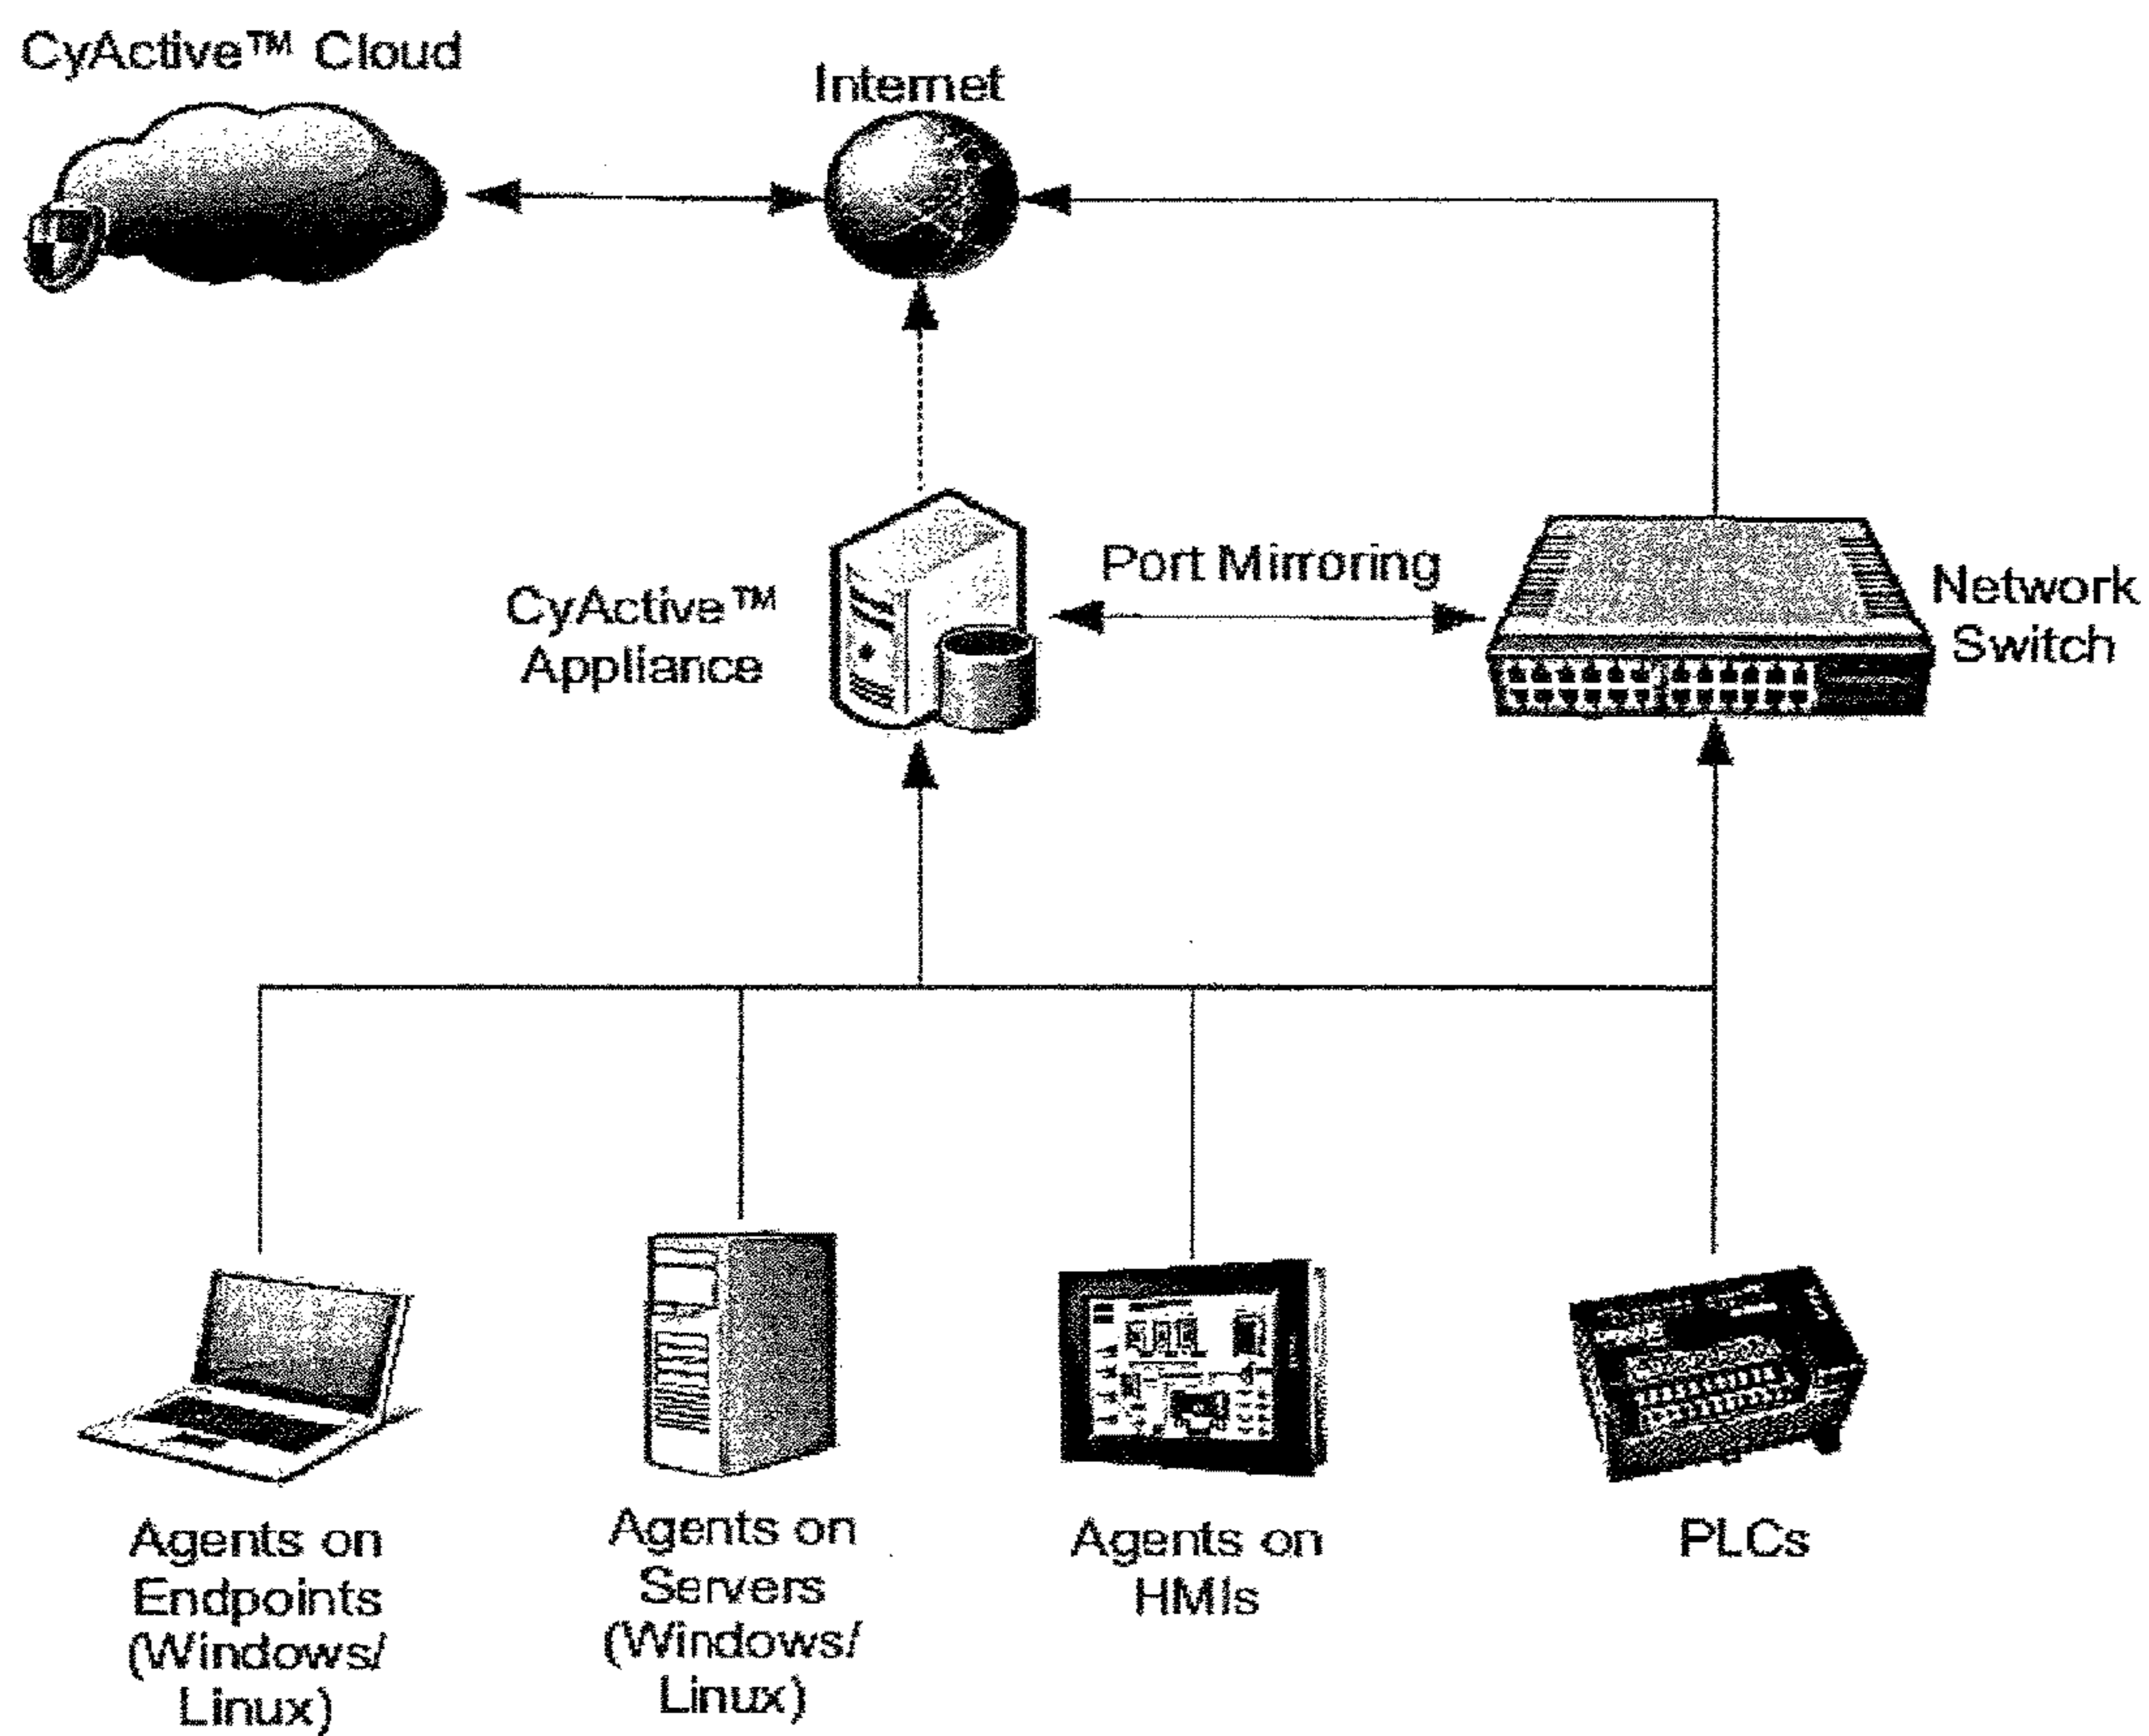 CyActive™ Cloud
Internet
Port Mirroring
CyActive™
Appliance
Network
Switch
Agents on
Endpoints
(Windows/
Linux)
Agents on
Servers
(Windows/
Linux)
Agents on
HMIs
PLCs